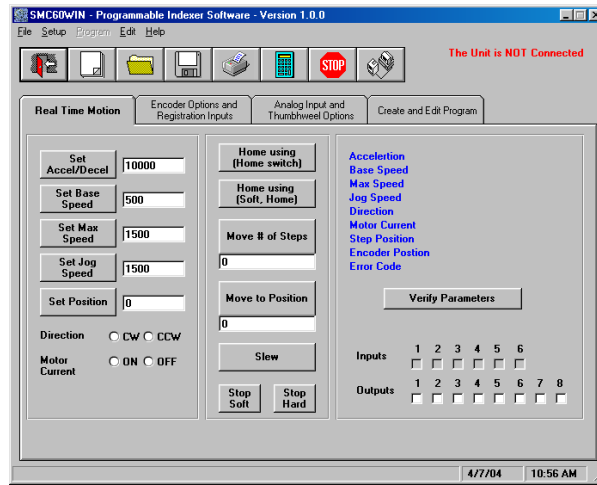 SMC60WIN - Programmable Indexer Software - Version 1.0.0
File Setup Program Edit Help
STOP
The Unit is NOT Connected
Real Time Motion
Encoder Options and
Registration Inputs
Analog Input and
Thumbhweel Options
Create and Edit Program
Set
Accel/Decel
10000
Set Base
Speed
500
Set Max
Speed
1500
Set Jog
Speed
1500
Set Position
0
Direction
CW
CCW
Motor
Current
ON
OFF
Home using
(Home switch)
Home using
(Soft, Home)
Move # of Steps
0
Move to Position
0
Slew
Stop
Soft
Stop
Hard
Accelertion
Base Speed
Max Speed
Jog Speed
Direction
Motor Current
Step Position
Encoder Postion
Error Code
Verify Parameters
Inputs
1 2 3 4 5 6
Outputs
1 2 3 4 5 6 7 8
4/7/04
10:56 AM